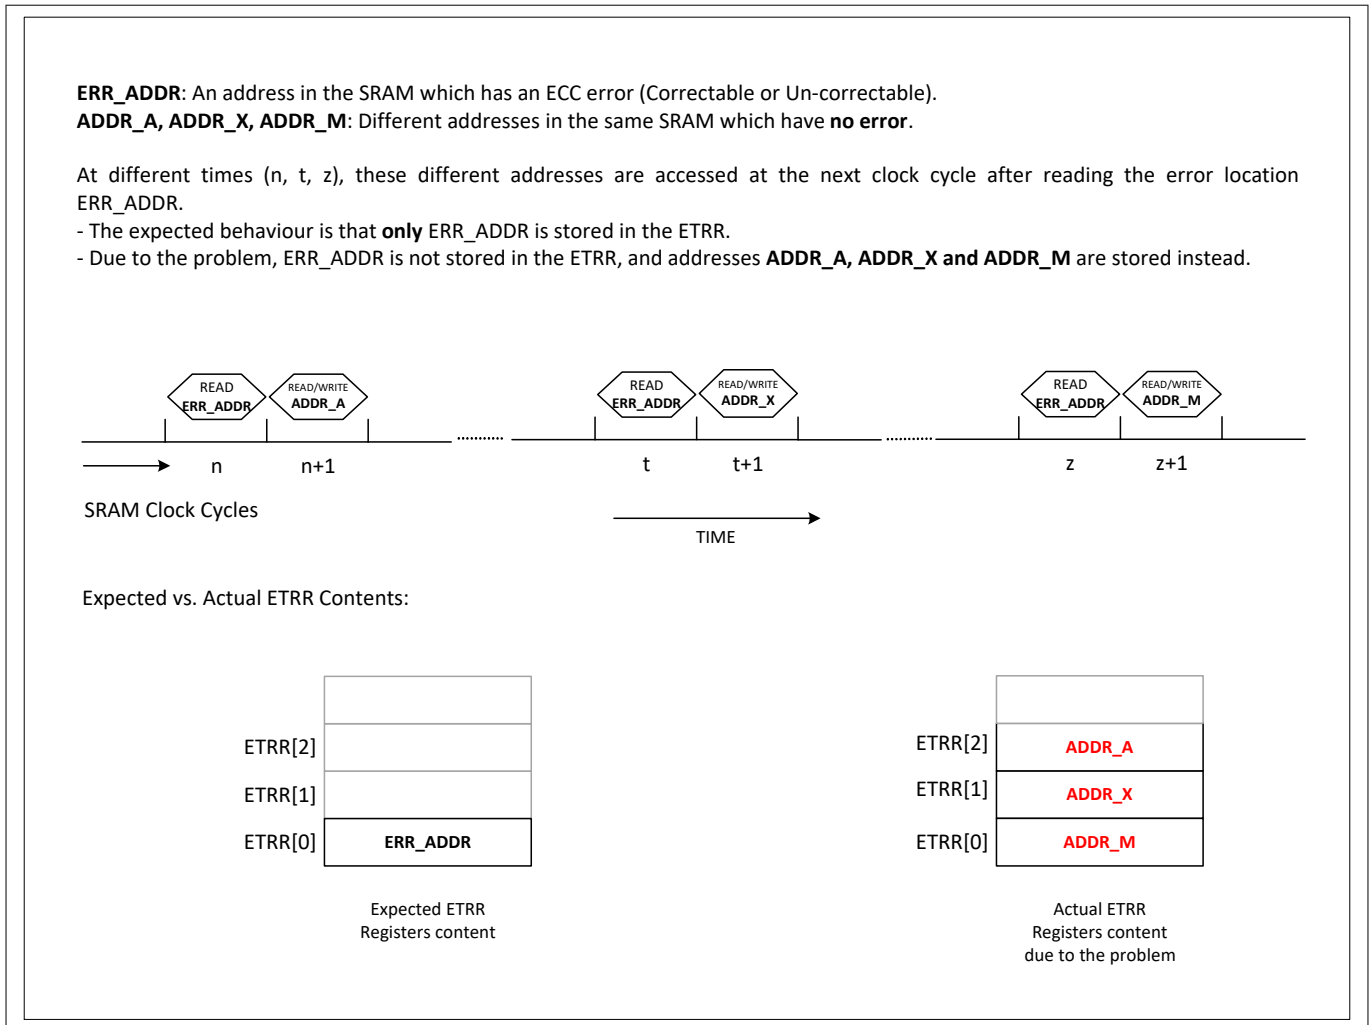 ERR_ADDR: An address in the SRAM which has an ECC error (Correctable or Un-correctable).
ADDR_A, ADDR_X, ADDR_M: Different addresses in the same SRAM which have no error.
At different times (n, t, z), these different addresses are accessed at the next clock cycle after reading the error location
ERR_ADDR.
- The expected behaviour is that only ERR_ADDR is stored in the ETRR.
- Due to the problem, ERR_ADDR is not stored in the ETRR, and addresses ADDR_A, ADDR_X and ADDR_M are stored instead.
READ
ERR_ADDR
READ/WRITE
ADDR_A
READ
ERR_ADDR
READ/WRITE
ADDR_X
READ
ERR_ADDR
READ/WRITE
ADDR_M
n
n+1
t
t+1
z
z+1
SRAM Clock Cycles
TIME
Expected vs. Actual ETRR Contents:
ETRR[2]
ETRR[1]
ETRR[0]
ERR_ADDR
Expected ETRR
Registers content
ETRR[2]
ADDR_A
ETRR[1]
ADDR_X
ETRR[0]
ADDR_M
Actual ETRR
Registers content
due to the problem